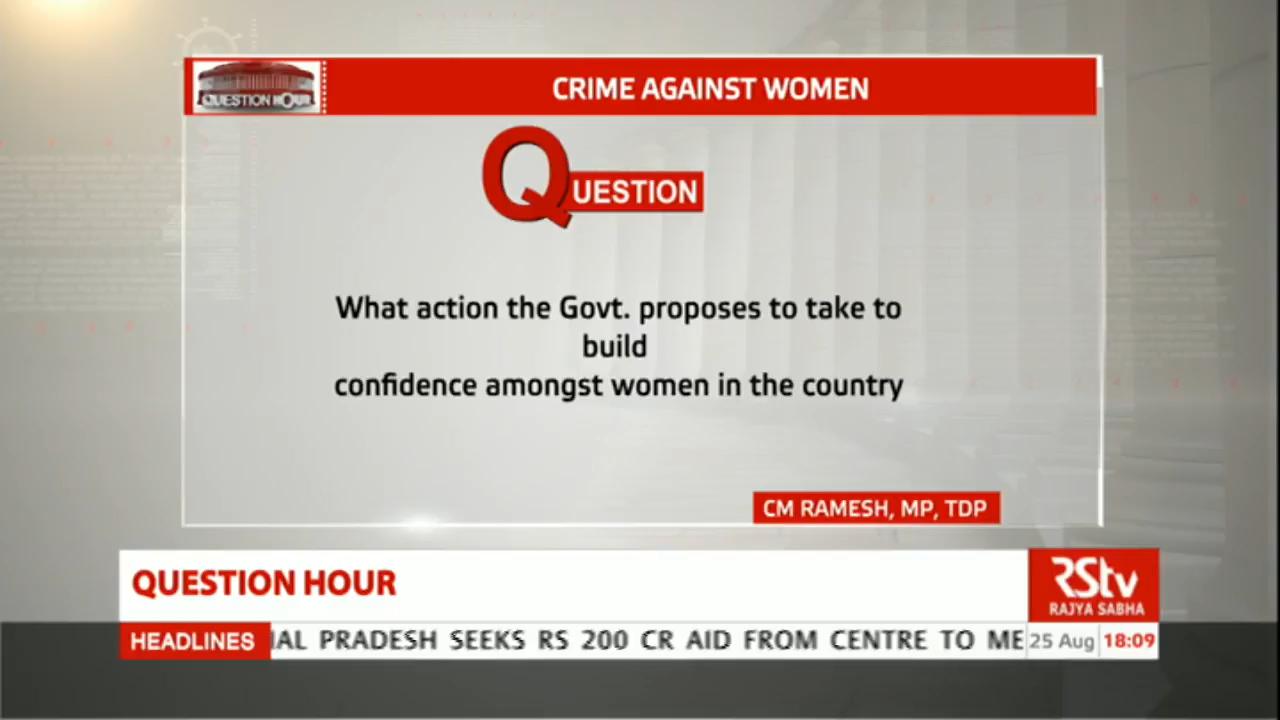 QUESTION HOUR
CRIME AGAINST WOMEN
QUESTION
What action the Govt. proposes to take to
build
confidence amongst women in the country
CM RAMESH, MP, TDP
QUESTION HOUR
RStv
RAJYA SABHA
HEADLINES
PRADESH SEEKS RS 200 CR AID FROM CENTRE TO
25 Aug 18:09